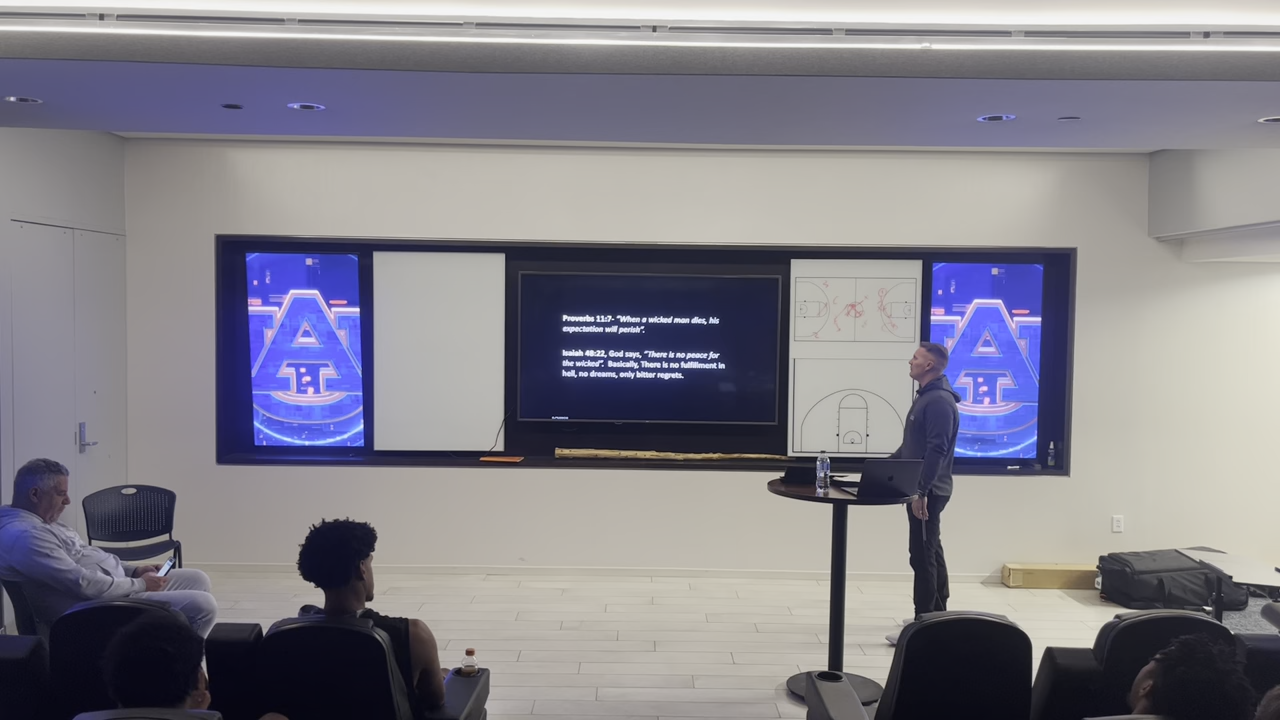 Proverbs 11:7- "When a wicked man dies, his
expectation will perish".
Isaiah 48:22, God says, "There is no peace for
the wicked". Basically, There is no fulfillment in
hell, no dreams, only bitter regrets.